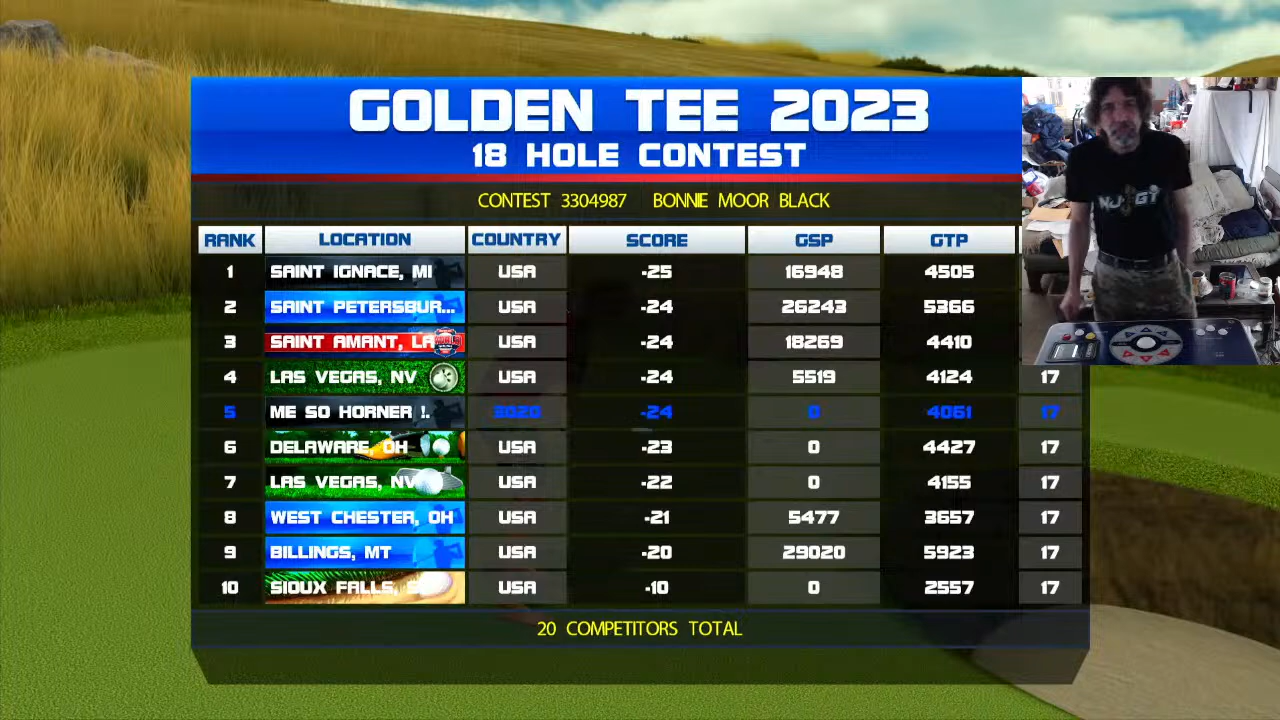 GOLDEN TEE 2023
18 HOLE CONTEST
CONTEST 3304987 BONNIE MOOR BLACK
RANK LOCATION COUNTRY SCORE GSP GTP
1 SAINT IGNACE, MI USA -25 16948 4505
2 SAINT PETERSBUR... USA -24 26243 5366
3 SAINT AMANT, LA USA -24 18269 4410
4 LAS VEGAS, NV USA -24 5519 4124 17
5 ME SO HORNER !. 3020 -24 0 4061 17
6 DELAWARE, OH USA -23 0 4427 17
7 LAS VEGAS, NV USA -22 0 4155 17
8 WEST CHESTER, OH USA -21 5477 3657 17
9 BILLINGS, MT USA -20 29020 5923 17
10 SIOUX FALLS, USA -10 0 2557 17
20 COMPETITORS TOTAL